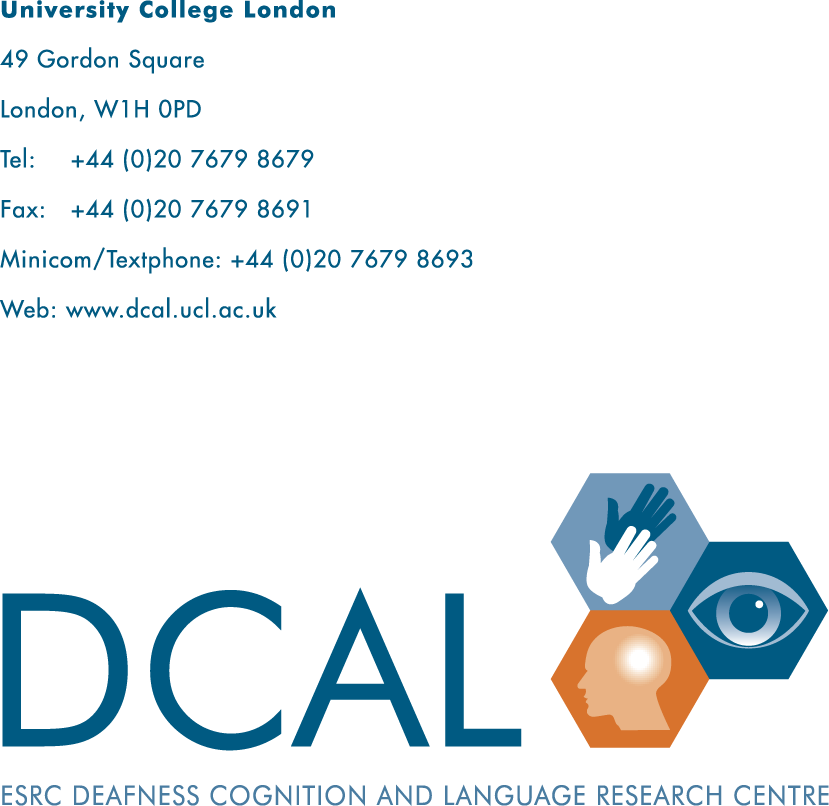 University College London
49 Gordon Square
London, W1H 0PD
Tel: +44 (0)20 7679 8679
Fax: +44 (0)20 7679 8691
Minicom/Textphone: +44 (0)20 7679 8693
Web: www.dcal.ucl.ac.uk
DCAL
ESRC DEAFNESS COGNITION AND LANGUAGE RESEARCH CENTRE